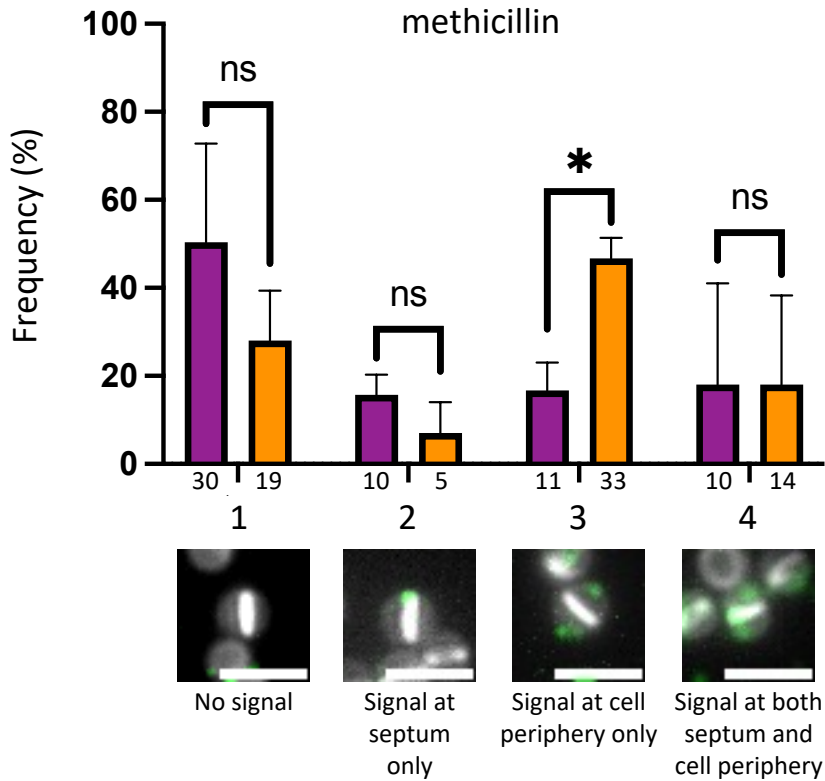 methicillin
Frequency (%)
100
80
60
40
20
0
ns
ns
*
ns
30 19 10 5 11 33 10 14
1 2 3 4
No signal
Signal at
septum
only
Signal at cell
periphery only
Signal at both
septum and
cell periphery